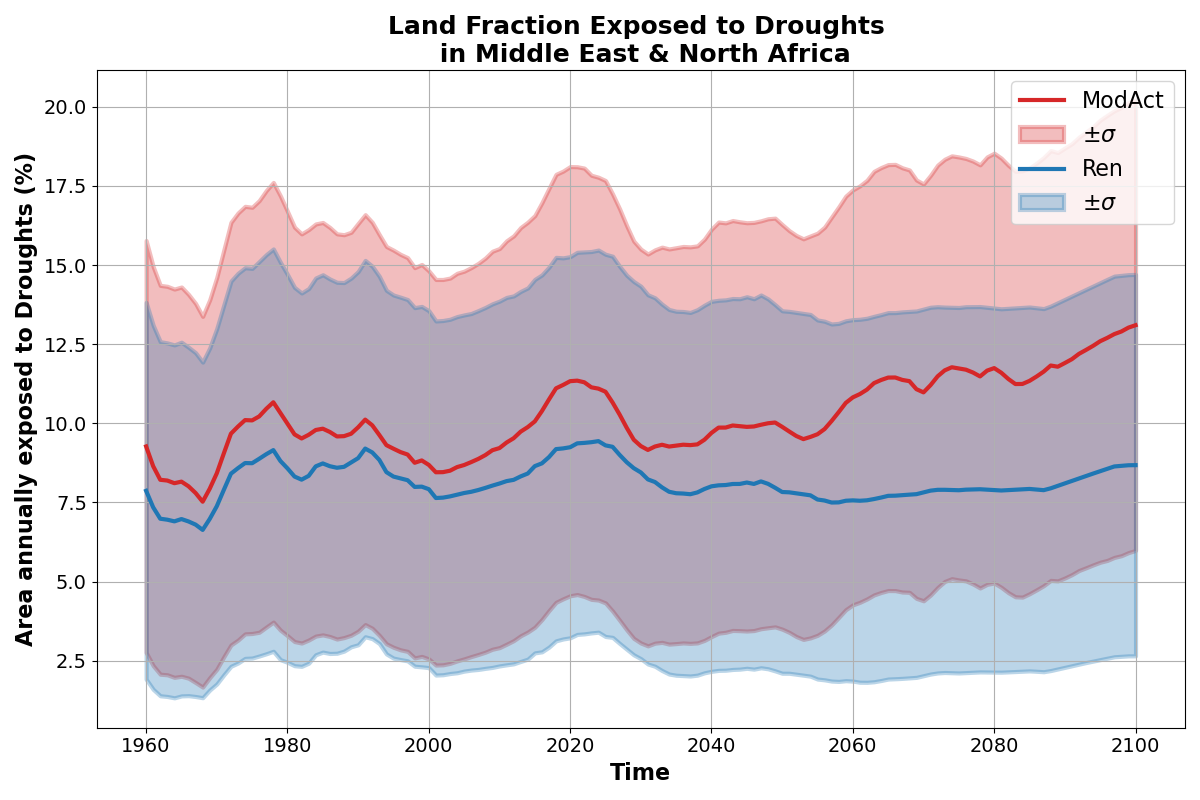 Land Fraction Exposed to Droughts
in Middle East & North Africa
Area annually exposed to Droughts (%)
20.0
17.5
15.0
12.5
10.0
7.5
5.0
2.5
ModAct
±σ
Ren
±σ
1960
1980
2000
2020
2040
2060
2080
2100
Time